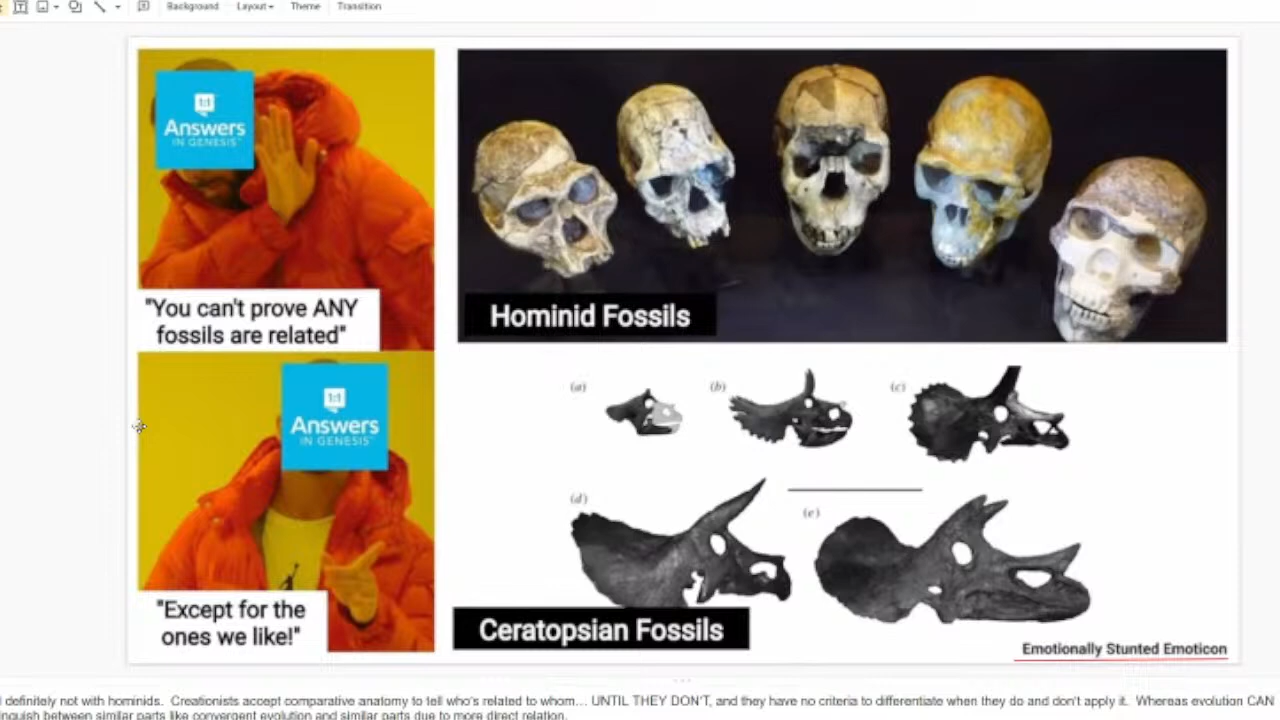 Background Layout Theme Transition
1:1
Answers
IN GENESIS
"You can't prove ANY
fossils are related"
Hominid Fossils
1:1
Answers
IN GENESIS
"Except for the
ones we like!"
(a) (b) (c)
(d) (e)
Ceratopsian Fossils
Emotionally Stunted Emoticon
definitely not with hominids. Creationists accept comparative anatomy to tell who's related to whom... UNTIL THEY DON'T, and they have no criteria to differentiate when they do and don't apply it. Whereas evolution CAN
between similar parts like convergent evolution and similar parts due to more direct relation.